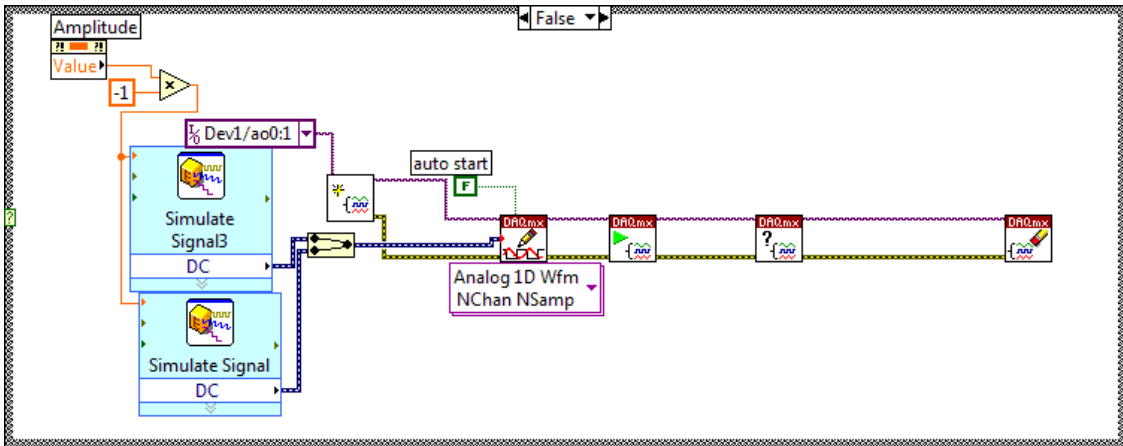 False
Amplitude
?! ?!
Value
x
-1
I/O Dev1/ao0:1
auto start
F
Simulate
Signal3
DC
DAQmx
DAQmx
DAQmx
?
DAQmx
?
Analog 1D Wfm
NChan NSamp
Simulate Signal
DC